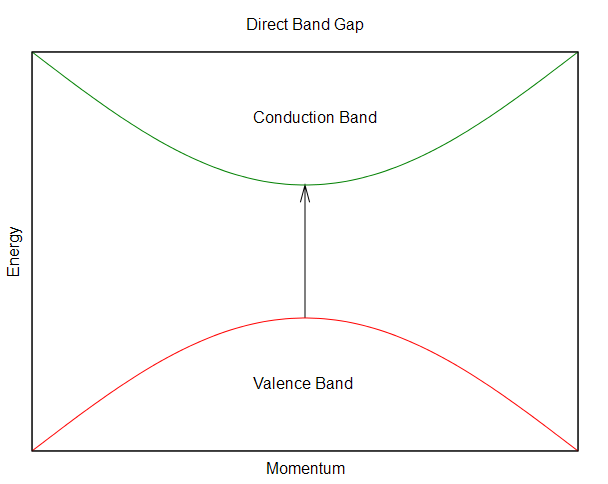 Direct Band Gap
Conduction Band
Energy
Valence Band
Momentum